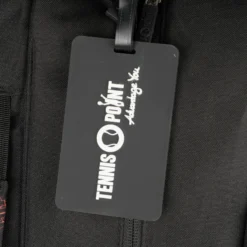 TENNIS POINT
Advantage You.